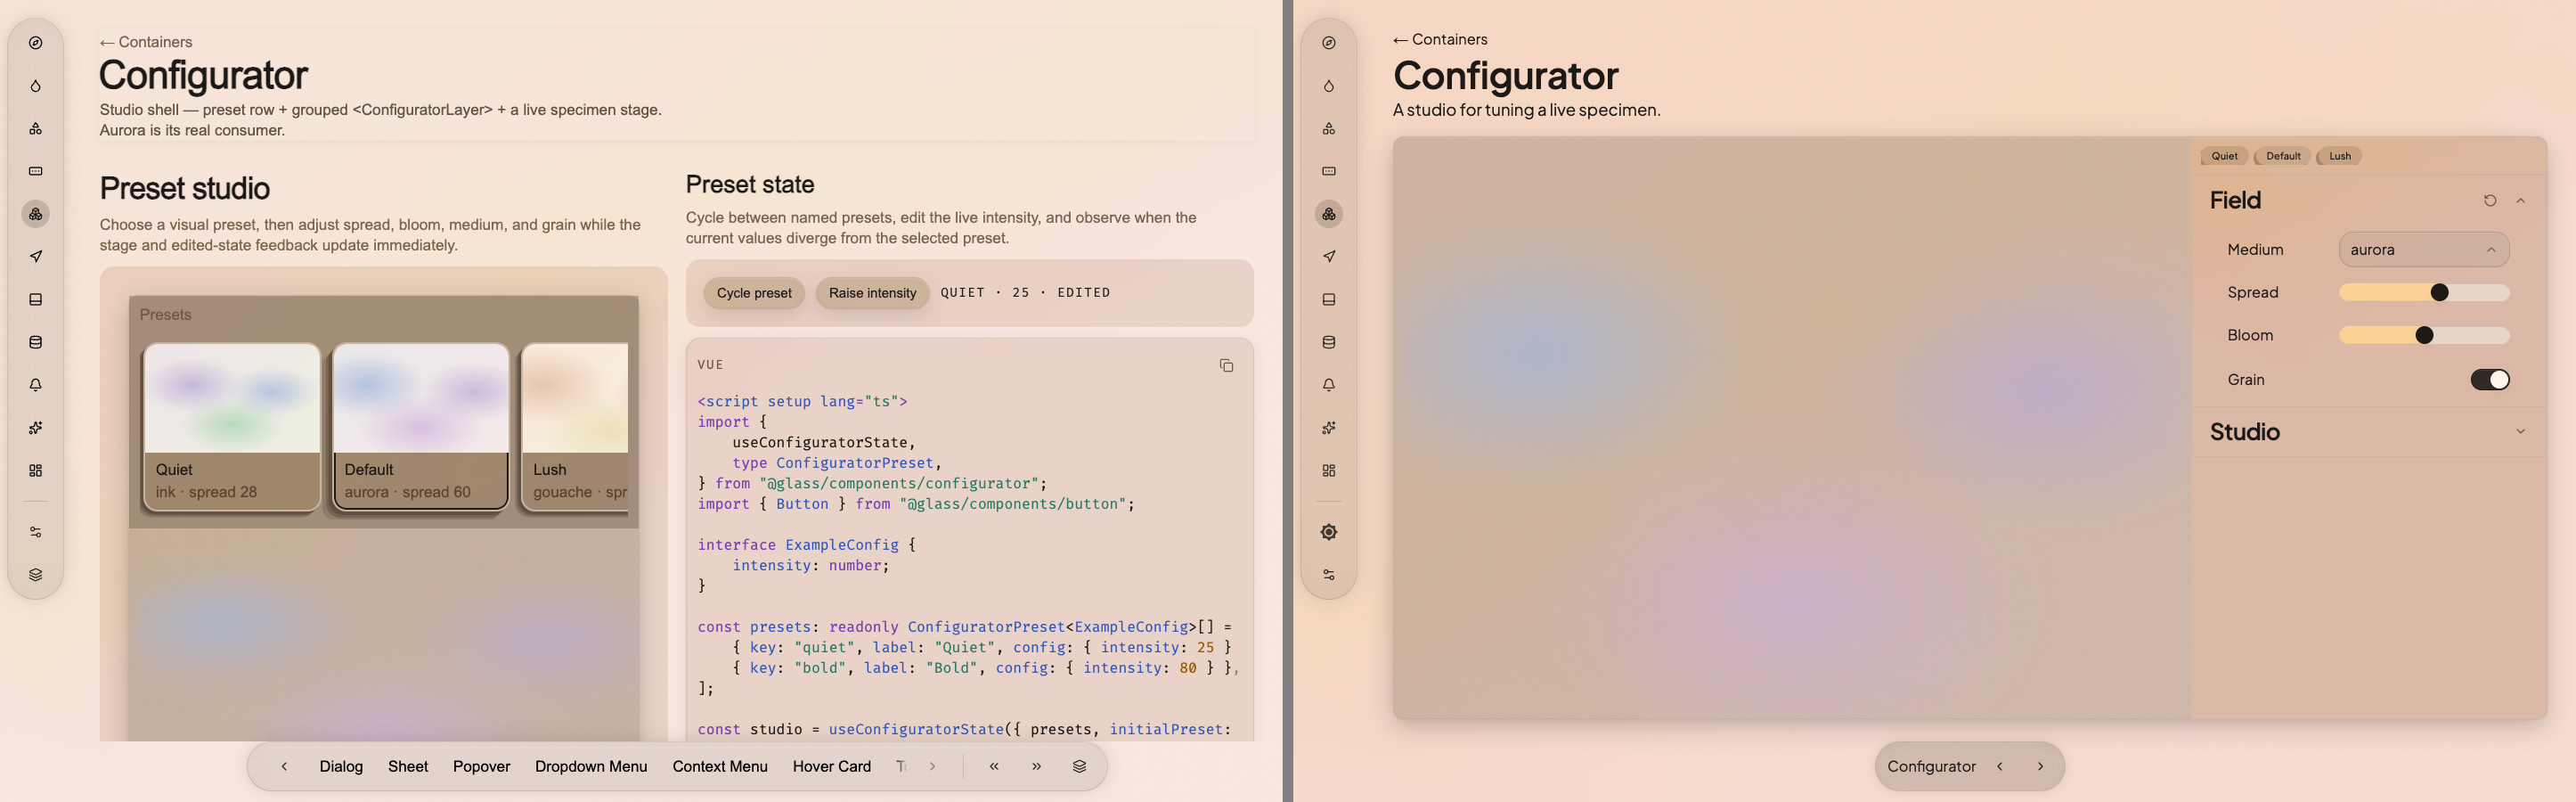 ← Containers
Configurator
Studio shell — preset row + grouped <ConfiguratorLayer> + a live specimen stage.
Aurora is its real consumer.
Preset studio
Choose a visual preset, then adjust spread, bloom, medium, and grain while the
stage and edited-state feedback update immediately.
Presets
Quiet
ink · spread 28
Default
aurora · spread 60
Lush
gouache · spr
Preset state
Cycle between named presets, edit the live intensity, and observe when the
current values diverge from the selected preset.
Cycle preset
Raise intensity
QUIET · 25 · EDITED
VUE
<script setup lang="ts">
import {
    useConfiguratorState,
    type ConfiguratorPreset,
} from "@glass/components/configurator";
import { Button } from "@glass/components/button";
interface ExampleConfig {
    intensity: number;
}
const presets: readonly ConfiguratorPreset<ExampleConfig>[] =
    { key: "quiet", label: "Quiet", config: { intensity: 25 }
    { key: "bold", label: "Bold", config: { intensity: 80 } },
];
const studio = useConfiguratorState({ presets, initialPreset:
Dialog Sheet Popover Dropdown Menu Context Menu Hover Card
← Containers
Configurator
A studio for tuning a live specimen.
Quiet Default Lush
Field
Medium aurora
Spread
Bloom
Grain
Studio
Configurator